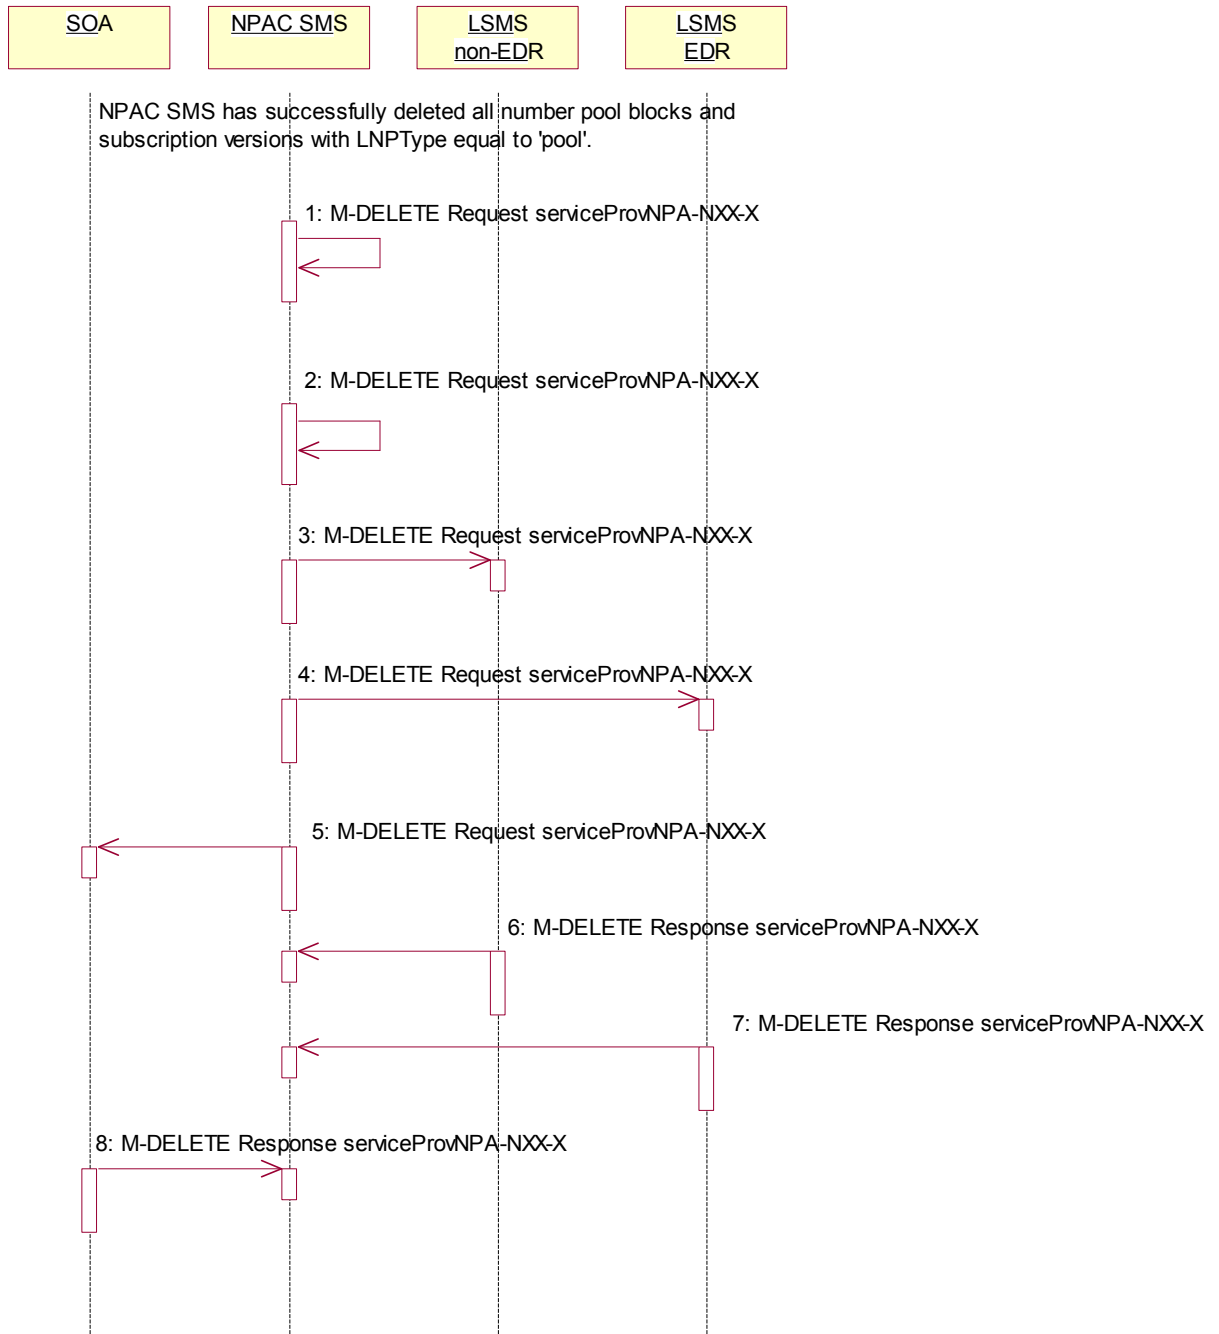 SOA
NPAC SMS
LSMS
non-EDR
LSMS
EDR
NPAC SMS has successfully deleted all number pool blocks and
subscription versions with LNPType equal to 'pool'.
1: M-DELETE Request serviceProvNPA-NXX-X
2: M-DELETE Request serviceProvNPA-NXX-X
3: M-DELETE Request serviceProvNPA-NXX-X
4: M-DELETE Request serviceProvNPA-NXX-X
5: M-DELETE Request serviceProvNPA-NXX-X
6: M-DELETE Response serviceProvNPA-NXX-X
7: M-DELETE Response serviceProvNPA-NXX-X
8: M-DELETE Response serviceProvNPA-NXX-X